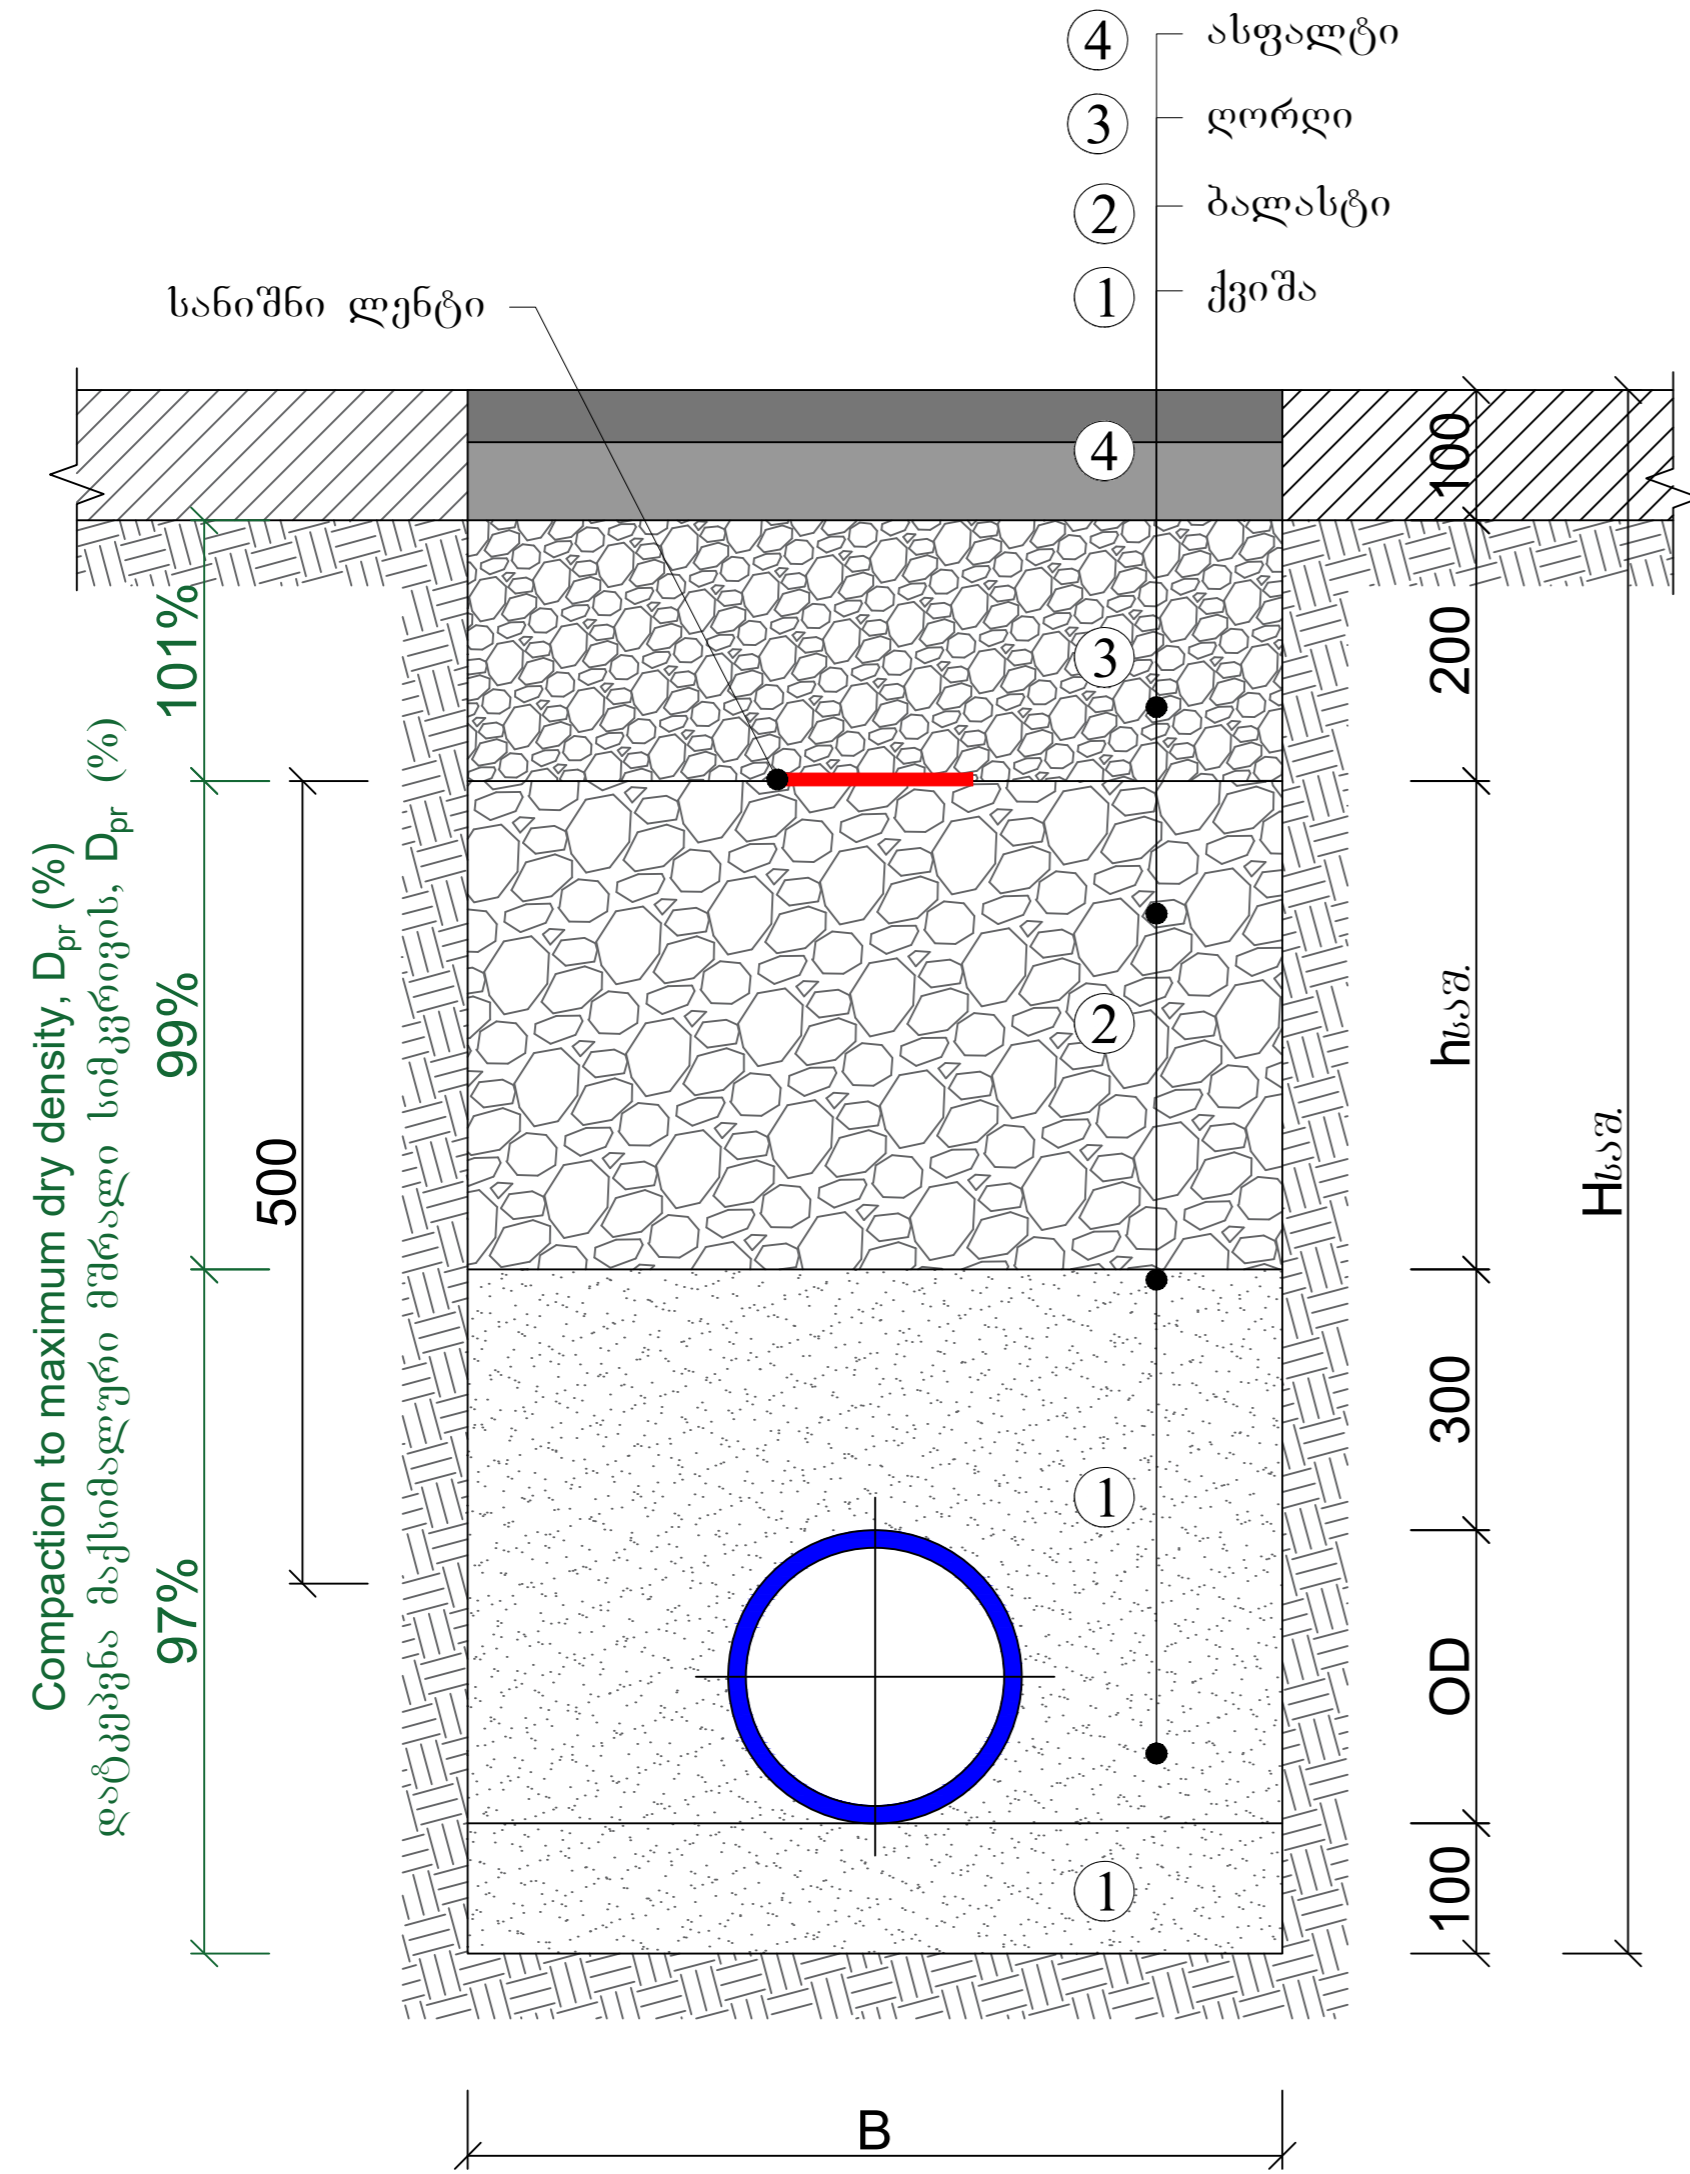 ④ ასფალტი
③ ღორღი
② ბალასტი
① ქვიშა
სანიშნი ლენტი
④
③
②
①
①
100
200
hსაშ.
300
OD
100
Hსაშ.
Compaction to maximum dry density, Dpr (%)
დატკეპვნა მაქსიმალური მშრალი სიმკვრივის, Dpr (%)
101%
99%
97%
500
B